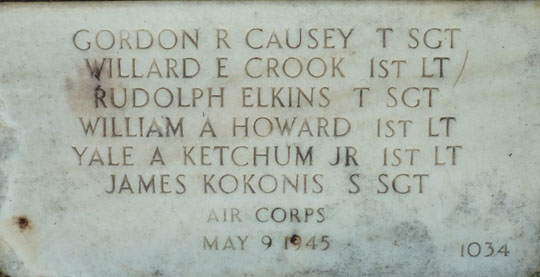 GORDON R CAUSEY T SGT
WILLARD E CROOK 1ST LT
RUDOLPH ELKINS T SGT
WILLIAM A HOWARD 1ST LT
YALE A KETCHUM JR 1ST LT
JAMES KOKONIS S SGT
AIR CORPS
MAY 9 1945
1034